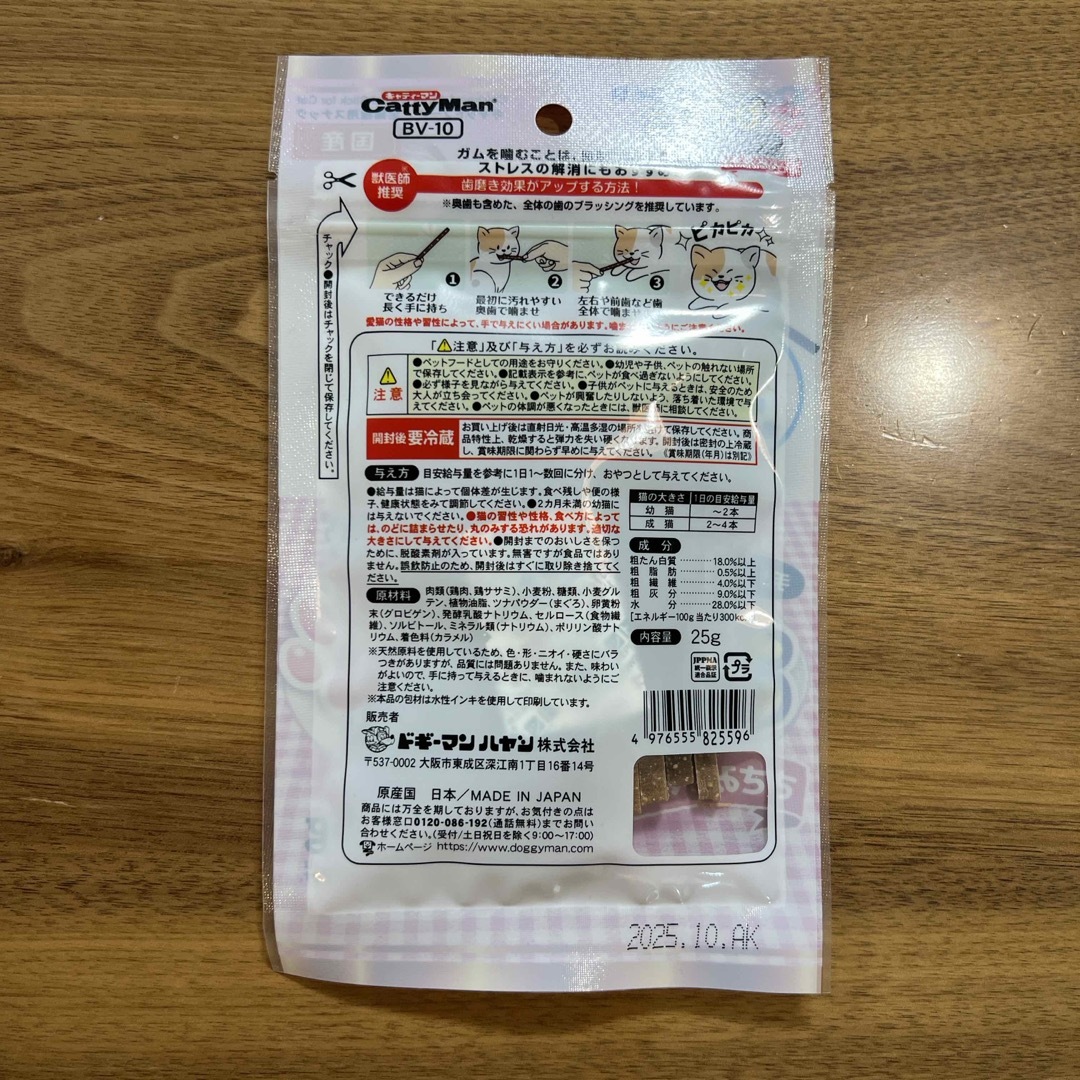 キャティーマン
CattyMan
BV-10
ガムを噛むことは、
ストレスの解消にもおすすめ
獣医師
推奨
歯磨き効果がアップする方法！
※奥歯も含めた、全体の歯のブラッシングを推奨しています。
国産
チャック●開封後はチャックを閉じて保存してください。
ピカピカ
❶
できるだけ
長く手に持ち
❷
最初に汚れやすい
奥歯で噛ませ
❸
左右や前歯など歯
全体で噛ませ
愛猫の性格や習性によって、手で与えにくい場合があります。
ご注意ください。
「⚠注意」及び「与え方」を必ずお読みください。
注意
●ペットフードとしての用途をお守りください。●幼児や子供、ペットの触れない場所
で保存してください。●記載表示を参考に、ペットが食べ過ぎないようにしてください。
●必ず様子を見ながら与えてください。●子供がペットに与えるときは、安全のため
大人が立ち会ってください。●ペットが興奮したりしないよう、落ち着いた環境で与
えてください。●ペットの体調が悪くなったときには、獣医師に相談してください。
開封後要冷蔵
お買い上げ後は直射日光・高温多湿の場所を避けて保存してください。商
品特性上、乾燥すると弾力を失い硬くなります。開封後は密封の上冷蔵
し、賞味期限に関わらず早めに与えてください。《賞味期限(年月)は別記》
与え方 目安給与量を参考に1日1〜数回に分け、おやつとして与えてください。
●給与量は猫によって個体差が生じます。食べ残しや便の様
子、健康状態をみて調節してください。●2カ月未満の幼猫に
は与えないでください。●猫の習性や性格、食べ方によって
は、のどに詰まらせたり、丸のみする恐れがあります。適切な
大きさにして与えてください。●開封までのおいしさを保つ
ために、脱酸素剤が入っています。無害ですが食品ではあり
ません。誤飲防止のため、開封後はすぐに取り除き捨ててく
ださい。
猫の大きさ 1日の目安給与量
幼猫 〜2本
成猫 2〜4本
成分
粗たん白質 18.0%以上
粗脂肪 0.5%以上
粗繊維 4.0%以下
粗灰分 9.0%以下
水分 28.0%以下
[エネルギー100g当たり300kc
内容量 25g
原材料 肉類(鶏肉、鶏ササミ)、小麦粉、糖類、小麦グル
テン、植物油脂、ツナパウダー(まぐろ)、卵黄粉
末(グロビゲン)、発酵乳酸ナトリウム、セルロース(食物繊
維)、ソルビトール、ミネラル類(ナトリウム)、ポリリン酸ナト
リウム、着色料(カラメル)
※天然原料を使用しているため、色・形・ニオイ・硬さにバラ
つきがありますが、品質には問題ありません。また、味わい
がよいので、手に持って与えるときに、噛まれないようにご
注意ください。
※本品の包材は水性インキを使用して印刷しています。
JPPMA
統一表示
適合品証
プラ
販売者
ドギーマンハヤシ株式会社
〒537-0002 大阪市東成区深江南1丁目16番14号
4 976555 825596
原産国 日本/MADE IN JAPAN
商品には万全を期しておりますが、お気付きの点は
お客様窓口0120-086-192(通話無料)までお問い
合わせください。(受付/土日祝日を除く9:00〜17:00)
ホームページ https://www.doggyman.com
2025.10.AK